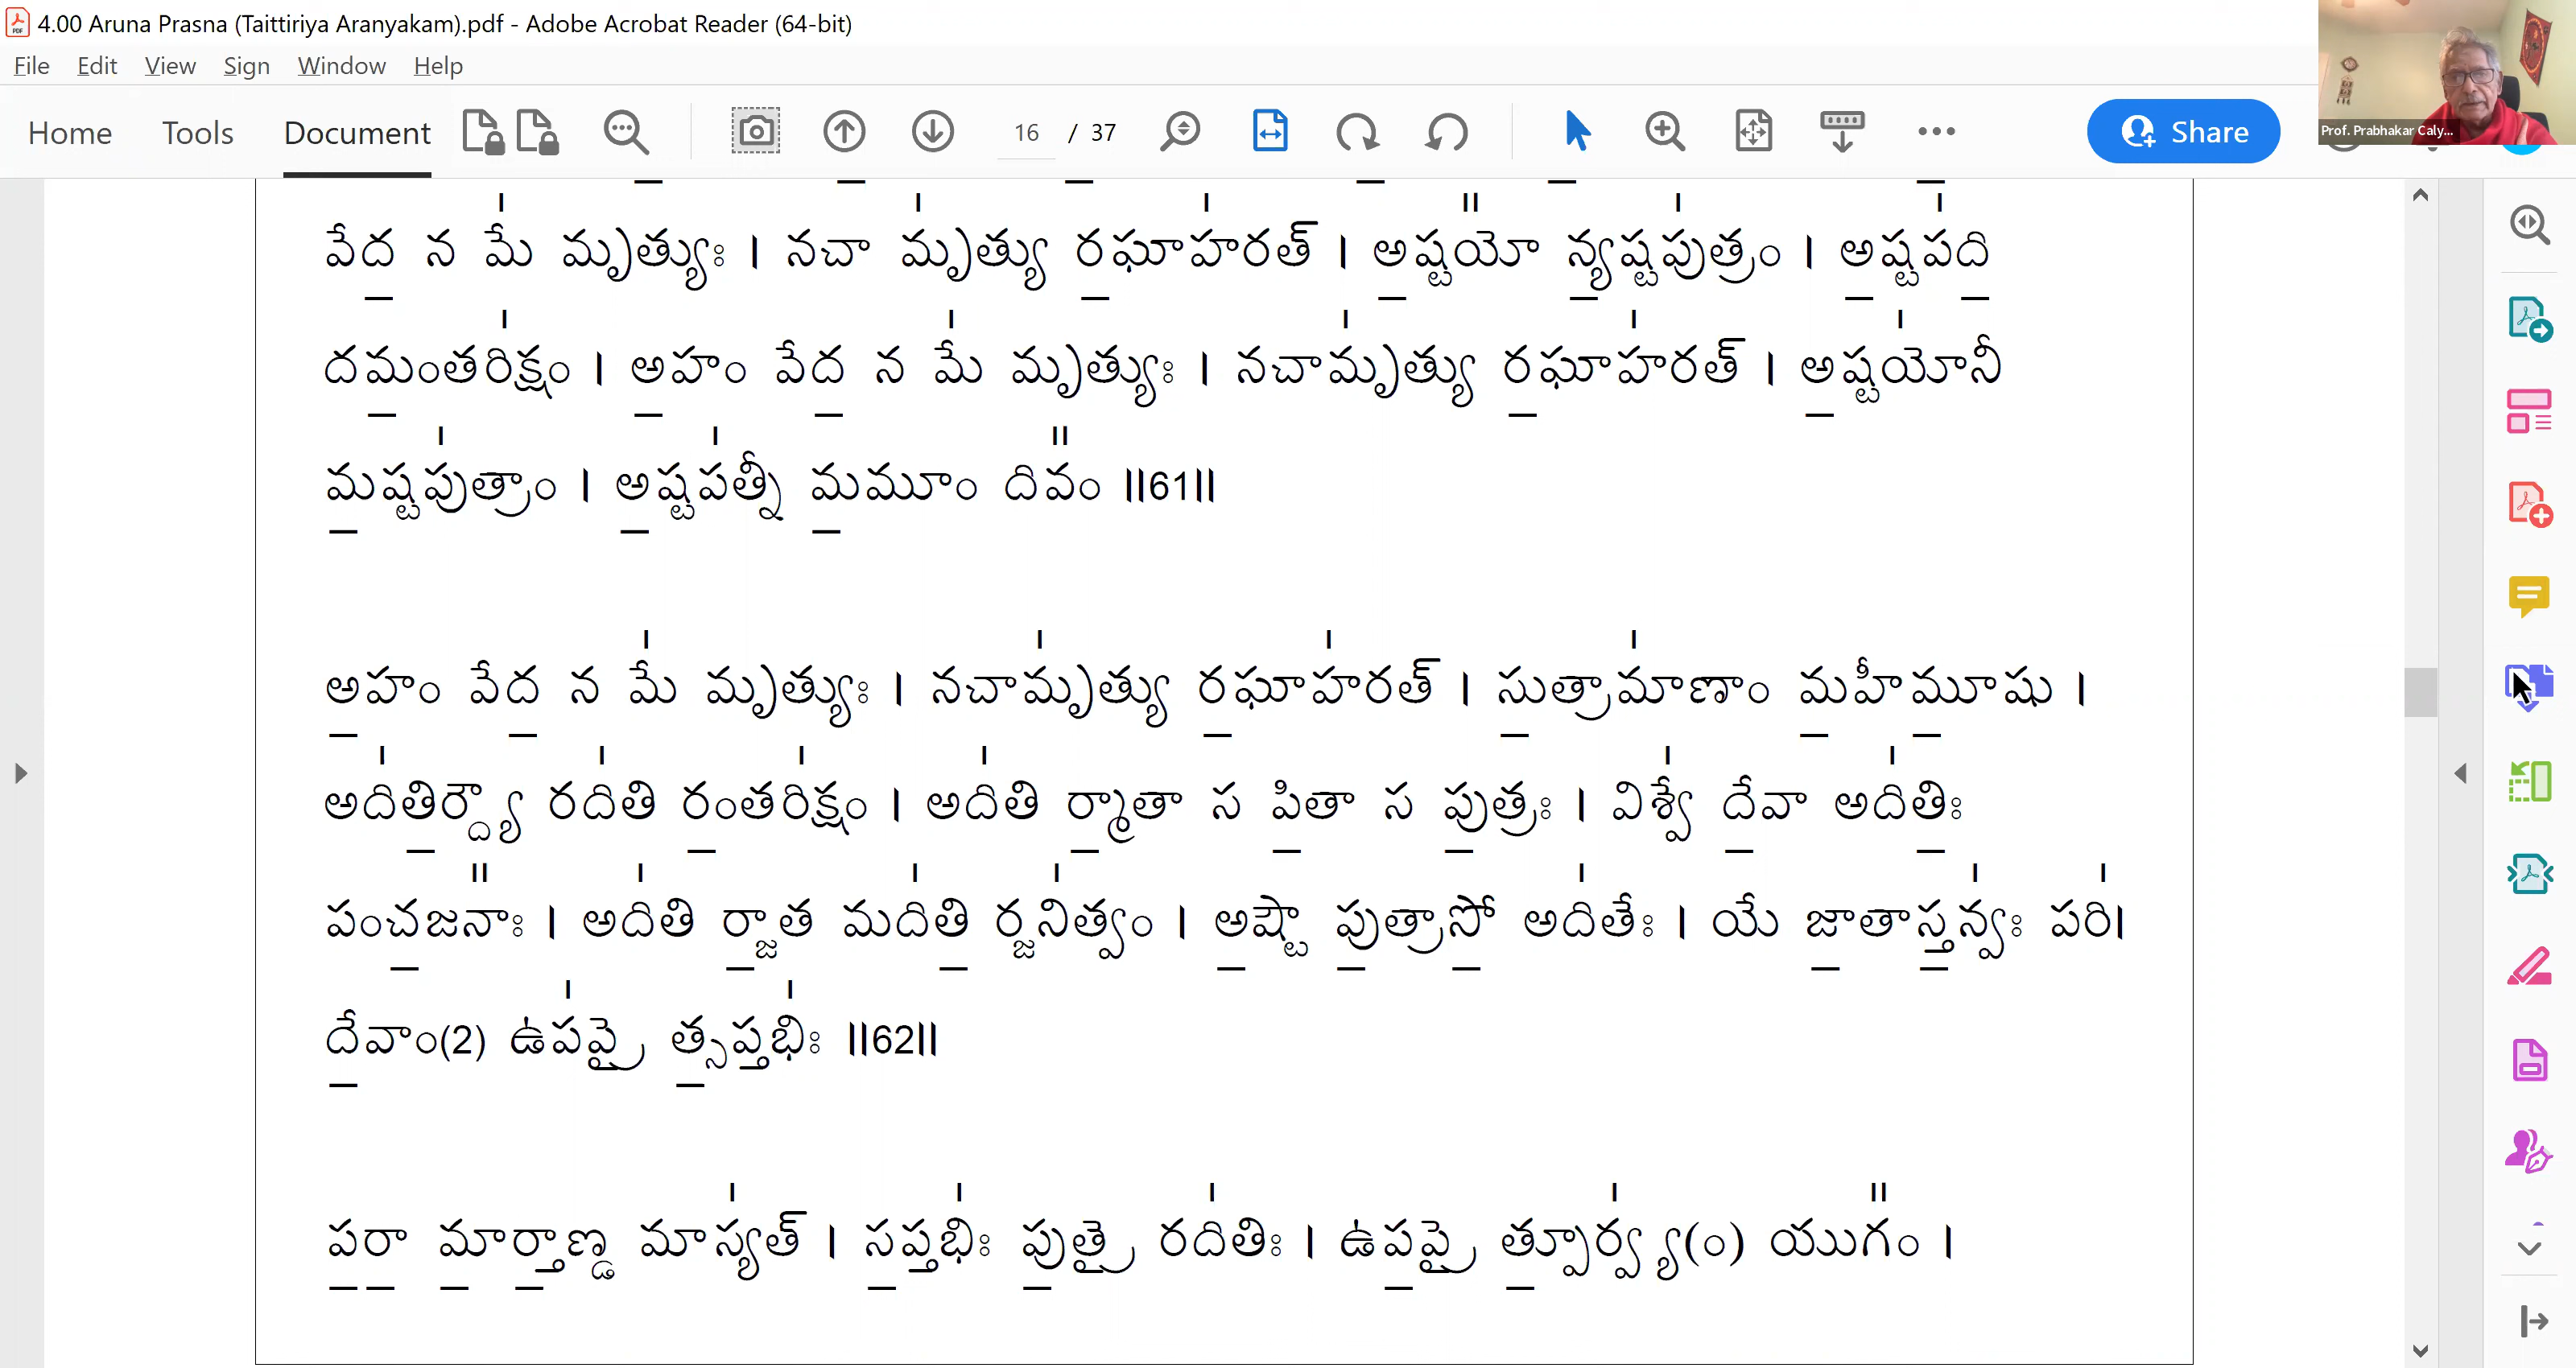 4.00 Aruna Prasna (Taittiriya Aranyakam).pdf - Adobe Acrobat Reader (64-bit)
File Edit View Sign Window Help
Home Tools Document 16 / 37 Share
Prof. Prabhakar Caly...
వేద న మే మృత్యుః । నచా మృత్యు రఘాహరత్ । అష్టయో న్యష్టపుత్రం । అష్టపది
దమంతరిక్షం । అహం వేద న మే మృత్యుః । నచామృత్యు రఘాహరత్ । అష్టయోనీ
మష్టపుత్రాం । అష్టపత్నీ మమూం దివం ॥61॥
అహం వేద న మే మృత్యుః । నచామృత్యు రఘాహరత్ । సుత్రామాణాం మహీమూషు ।
అదితిర్ద్యౌ రదితి రంతరిక్షం । అదితి ర్మాతా స పితా స పుత్రః । విశ్వే దేవా అదితిః
పంచజనాః । అదితి ర్జాత మదితి ర్జనిత్వం । అష్టౌ పుత్రాసో అదితేః । యే జాతాస్తన్వః పరి।
దేవాం(2) ఉపప్రై త్సప్తభిః ॥62॥
పరా మార్తాణ్డ మాస్యత్ । సప్తభిః పుత్రై రదితిః । ఉపప్రై త్పూర్వ్య(ం) యుగం ।